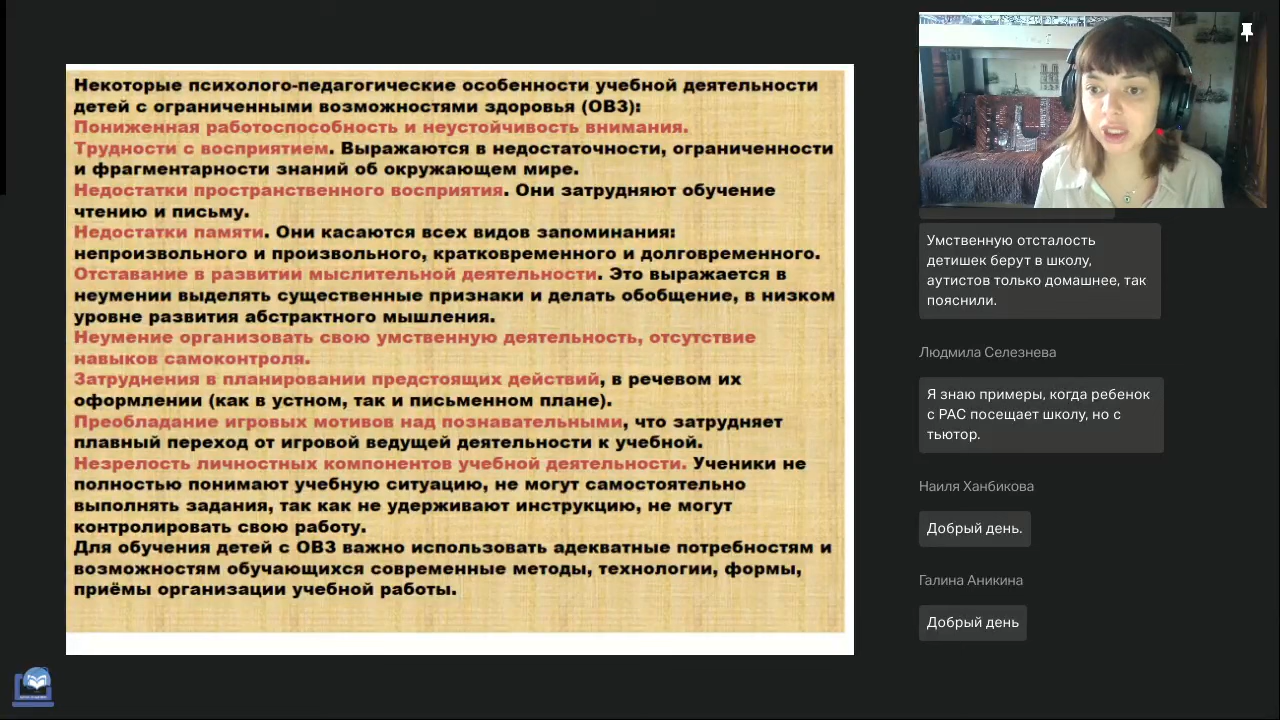 Некоторые психолого-педагогические особенности учебной деятельности
детей с ограниченными возможностями здоровья (ОВЗ):
Пониженная работоспособность и неустойчивость внимания.
Трудности с восприятием. Выражаются в недостаточности, ограниченности
и фрагментарности знаний об окружающем мире.
Недостатки пространственного восприятия. Они затрудняют обучение
чтению и письму.
Недостатки памяти. Они касаются всех видов запоминания:
непроизвольного и произвольного, кратковременного и долговременного.
Отставание в развитии мыслительной деятельности. Это выражается в
неумении выделять существенные признаки и делать обобщение, в низком
уровне развития абстрактного мышления.
Неумение организовать свою умственную деятельность, отсутствие
навыков самоконтроля.
Затруднения в планировании предстоящих действий, в речевом их
оформлении (как в устном, так и письменном плане).
Преобладание игровых мотивов над познавательными, что затрудняет
плавный переход от игровой ведущей деятельности к учебной.
Незрелость личностных компонентов учебной деятельности. Ученики не
полностью понимают учебную ситуацию, не могут самостоятельно
выполнять задания, так как не удерживают инструкцию, не могут
контролировать свою работу.
Для обучения детей с ОВЗ важно использовать адекватные потребностям и
возможностям обучающихся современные методы, технологии, формы,
приёмы организации учебной работы.
Умственную отсталость
детишек берут в школу,
аутистов только домашнее, так
пояснили.
Людмила Селезнева
Я знаю примеры, когда ребенок
с РАС посещает школу, но с
тьютор.
Наиля Ханбикова
Добрый день.
Галина Аникина
Добрый день